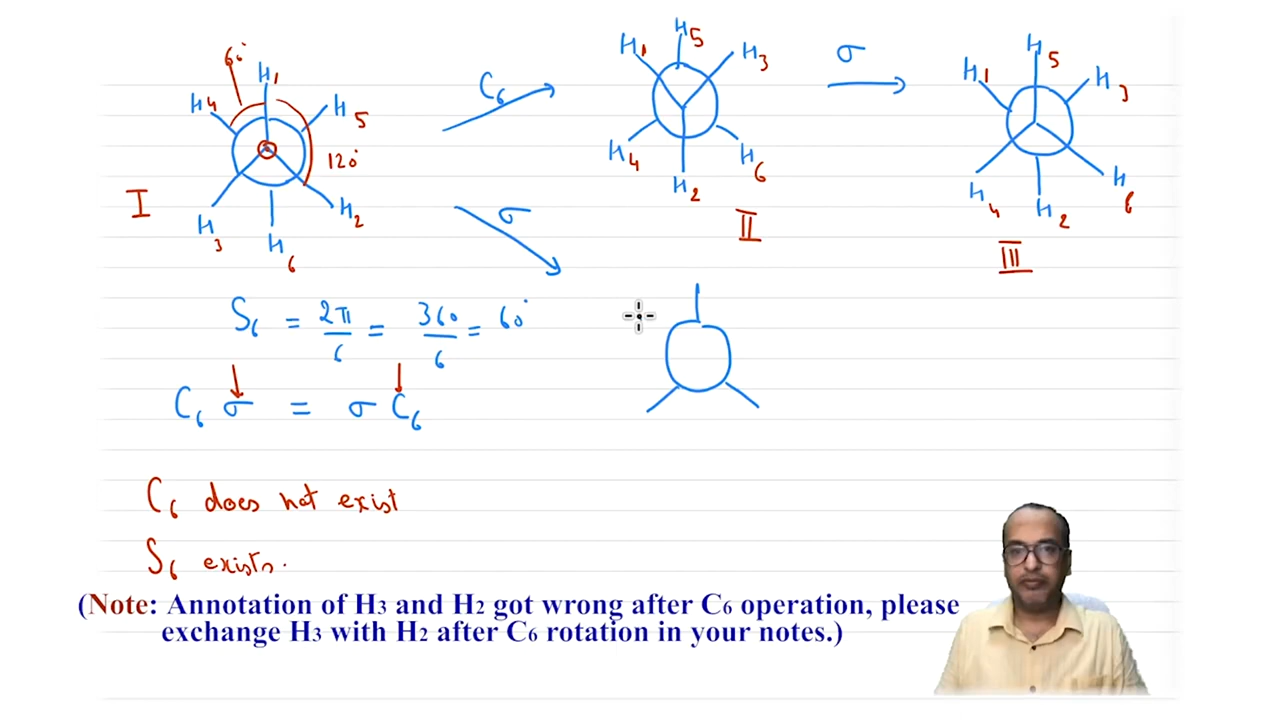 60°
H1
H4
H5
120°
H3
H2
H6
I
C6
H1
H5
H3
H4
H6
H2
II
σ
H1
H5
H3
H4
H2
H6
III
σ
S6 = 2π/6 = 360/6 = 60°
C6 σ = σ C6
C6 does not exist
S6 exists.
(Note: Annotation of H3 and H2 got wrong after C6 operation, please
exchange H3 with H2 after C6 rotation in your notes.)